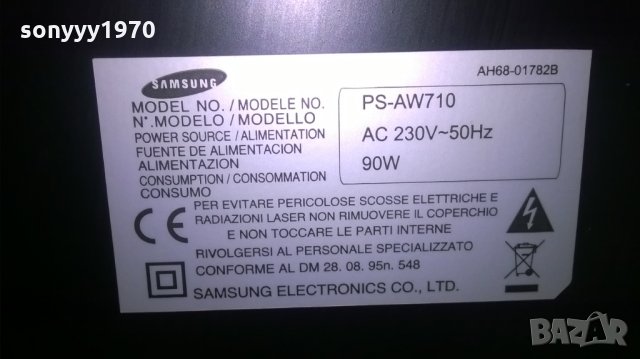 sonyyy1970
SAMSUNG
AH68-01782B
MODEL NO. / MODELE NO.
N°.MODELO / MODELLO
PS-AW710
POWER SOURCE / ALIMENTATION
FUENTE DE ALIMENTACION
ALIMENTAZION
AC 230V~50Hz
CONSUMPTION / CONSOMMATION
CONSUMO
90W
CE
PER EVITARE PERICOLOSE SCOSSE ELETTRICHE E
RADIAZIONI LASER NON RIMUOVERE IL COPERCHIO
E NON TOCCARE LE PARTI INTERNE
RIVOLGERSI AL PERSONALE SPECIALIZZATO
CONFORME AL DM 28. 08. 95n. 548
SAMSUNG ELECTRONICS CO., LTD.
BAZAR